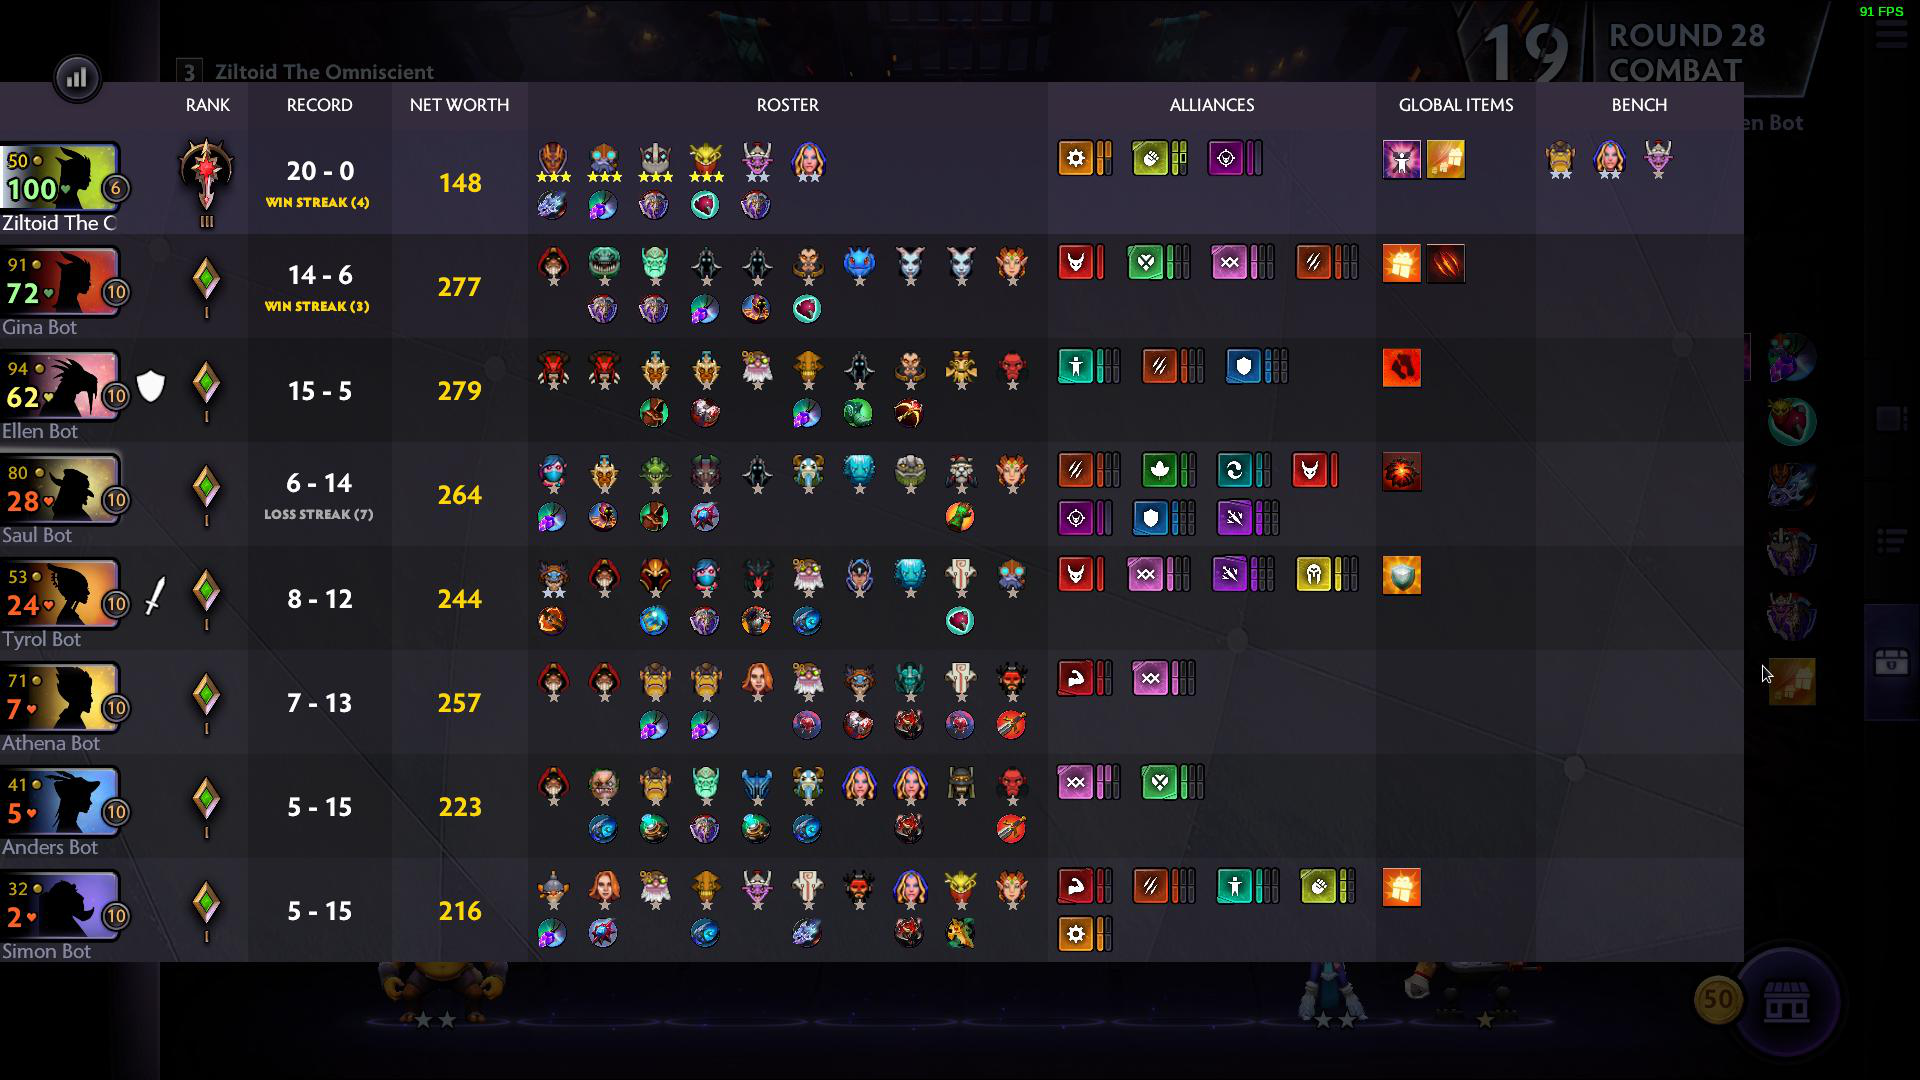 91 FPS
19
ROUND 28
COMBAT
3 Ziltoid The Omniscient
en Bot
RANK RECORD NET WORTH ROSTER ALLIANCES GLOBAL ITEMS BENCH
50
100 6
Ziltoid The C
III
20 - 0
WIN STREAK (4)
148
91
72 10
Gina Bot
I
14 - 6
WIN STREAK (3)
277
94
62 10
Ellen Bot
I
15 - 5
279
80
28 10
Saul Bot
I
6 - 14
LOSS STREAK (7)
264
53
24 10
Tyrol Bot
I
8 - 12
244
71
7 10
Athena Bot
I
7 - 13
257
41
5 10
Anders Bot
I
5 - 15
223
32
2 10
Simon Bot
I
5 - 15
216
50